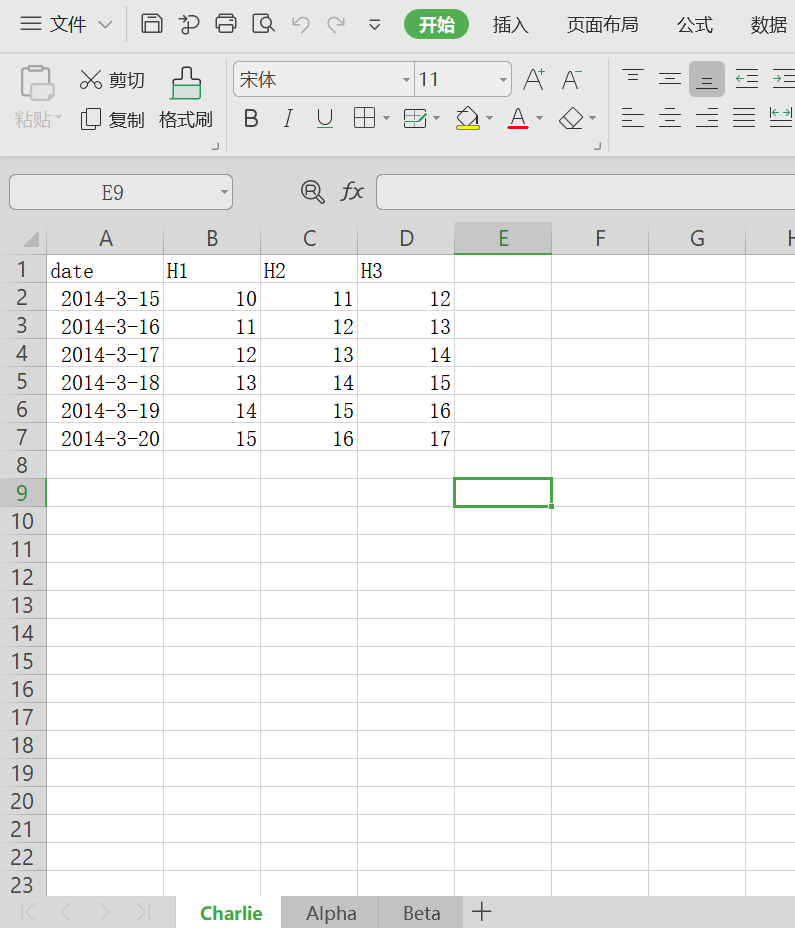 文件 开始 插入 页面布局 公式 数据
剪切 宋体 11 A+ A-
粘贴 复制 格式刷 B I U A
E9 fx
A B C D E F G H
1 date H1 H2 H3
2 2014-3-15 10 11 12
3 2014-3-16 11 12 13
4 2014-3-17 12 13 14
5 2014-3-18 13 14 15
6 2014-3-19 14 15 16
7 2014-3-20 15 16 17
8
9
10
11
12
13
14
15
16
17
18
19
20
21
22
23
Charlie Alpha Beta